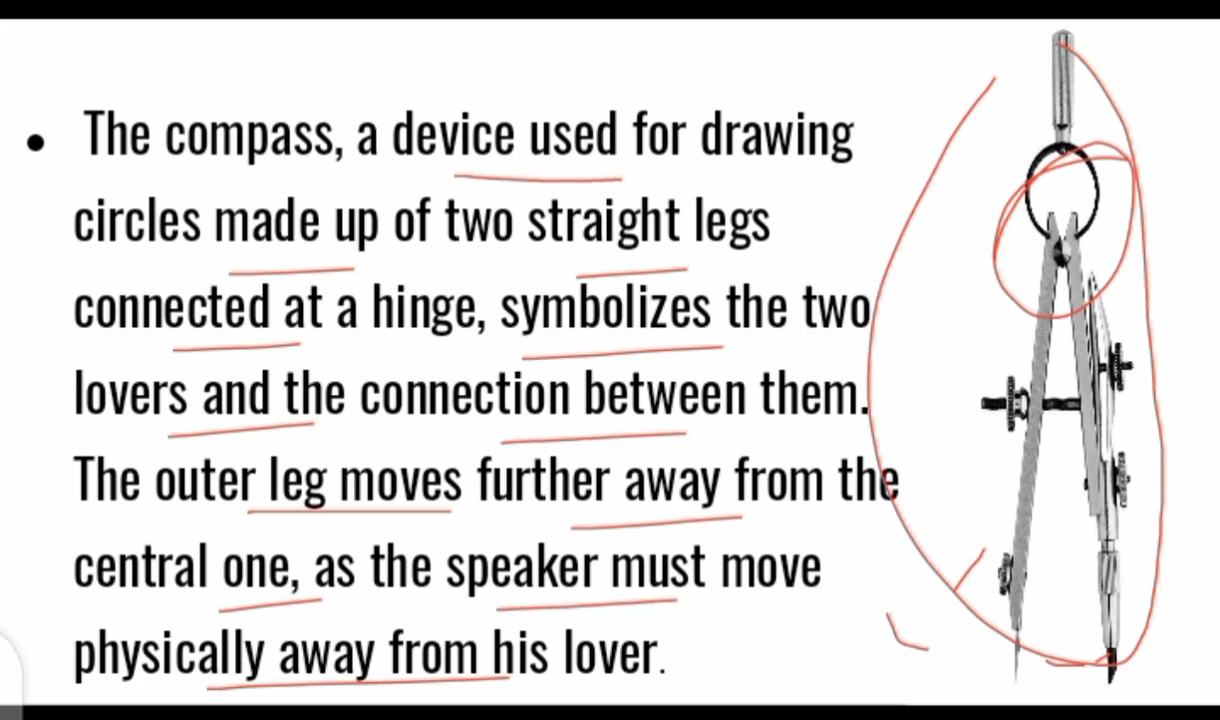 • The compass, a device used for drawing
circles made up of two straight legs
connected at a hinge, symbolizes the two
lovers and the connection between them.
The outer leg moves further away from the
central one, as the speaker must move
physically away from his lover.